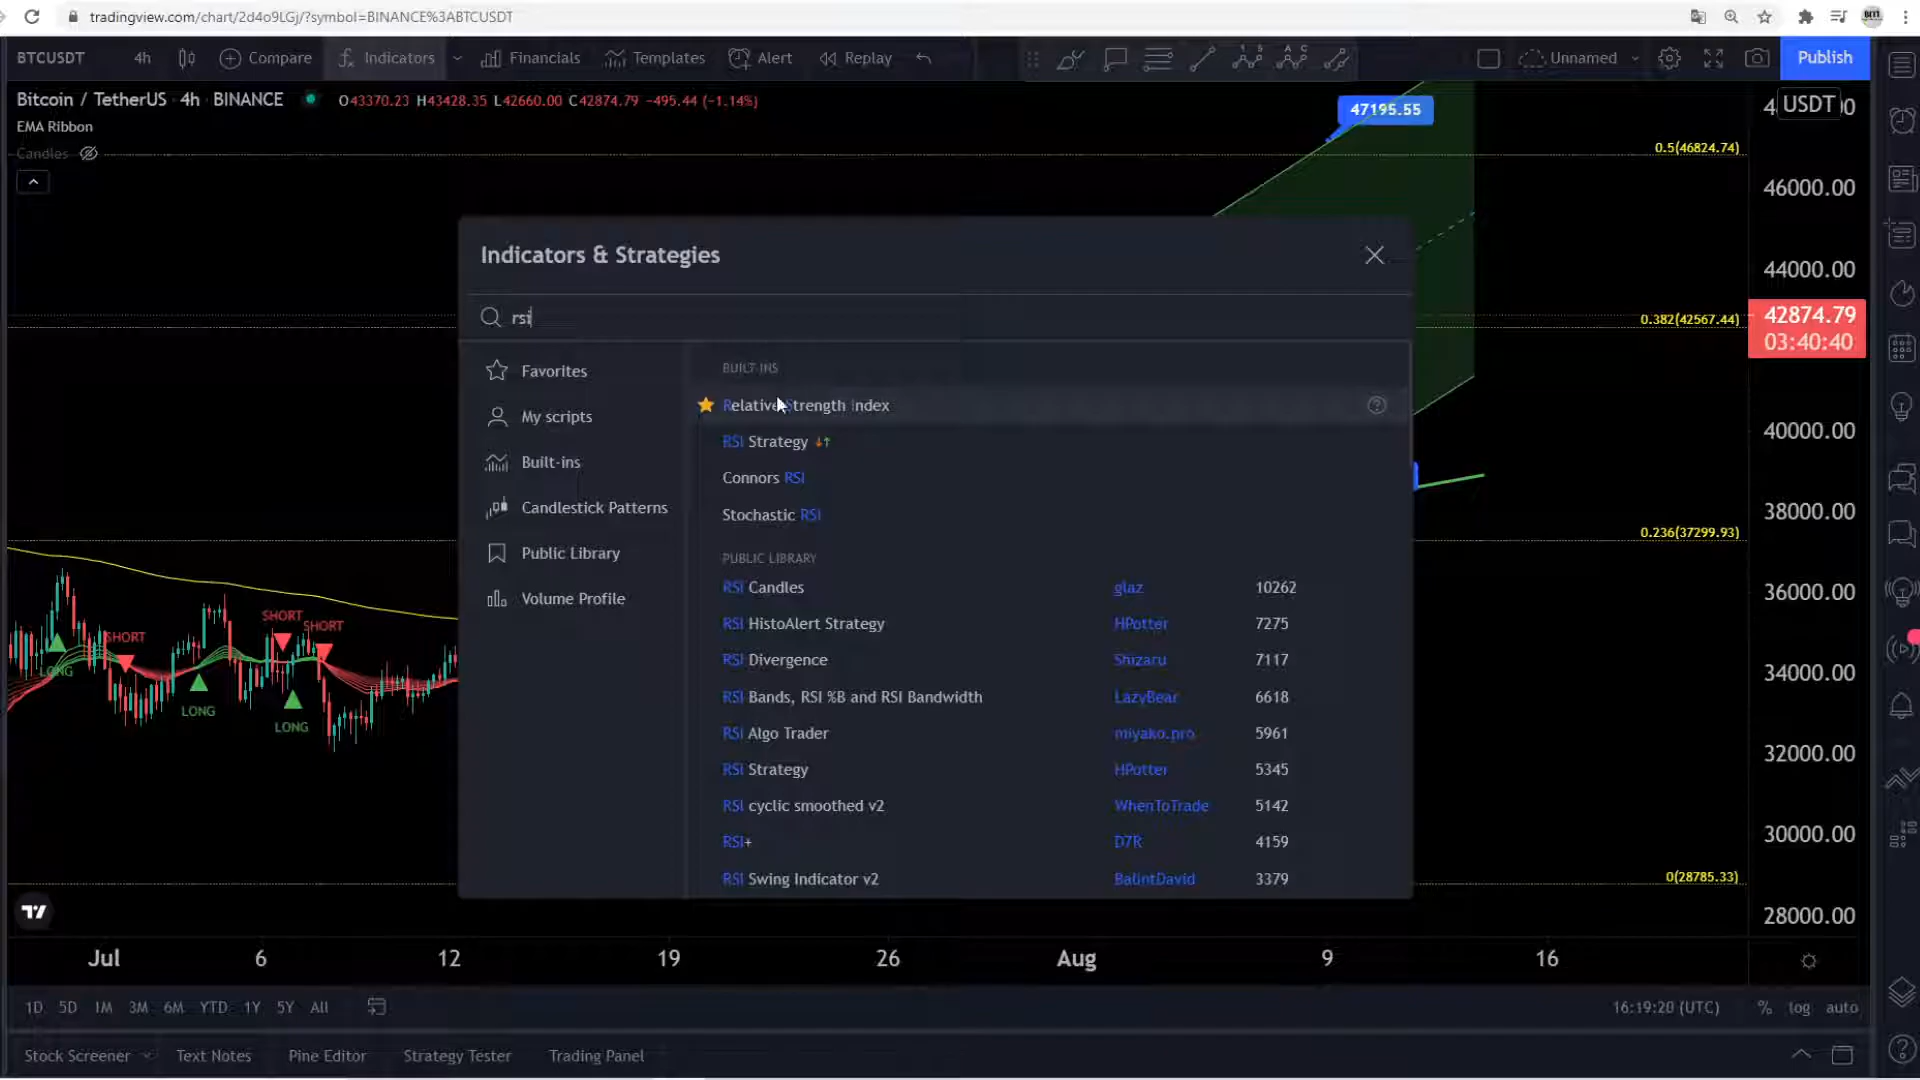 tradingview.com/chart/2d4o9LGj/?symbol=BINANCE%3ABTCUSDT
BTCUSDT 4h Compare Indicators Financials Templates Alert Replay Unnamed Publish
Bitcoin / TetherUS 4h BINANCE O43370.23 H43428.35 L42660.00 C42874.79 -495.44 (-1.14%)
EMA Ribbon
Candles
47195.55
USDT
0.5(46824.74)
46000.00
44000.00
0.382(42567.44)
42874.79
03:40:40
40000.00
38000.00
0.236(37299.93)
36000.00
34000.00
32000.00
30000.00
0(28785.33)
28000.00
Indicators & Strategies
rsi
Favorites
My scripts
Built-ins
Candlestick Patterns
Public Library
Volume Profile
BUILT-INS
Relative Strength Index
RSI Strategy
Connors RSI
Stochastic RSI
PUBLIC LIBRARY
RSI Candles glaz 10262
RSI HistoAlert Strategy HPotter 7275
RSI Divergence Shizaru 7117
RSI Bands, RSI %B and RSI Bandwidth LazyBear 6618
RSI Algo Trader miyako.pro 5961
RSI Strategy HPotter 5345
RSI cyclic smoothed v2 WhenToTrade 5142
RSI+ D7R 4159
RSI Swing Indicator v2 BalintDavid 3379
SHORT
SHORT
SHORT
LONG
LONG
LONG
Jul 6 12 19 26 Aug 9 16
1D 5D 1M 3M 6M YTD 1Y 5Y All 16:19:20 (UTC) % log auto
Stock Screener Text Notes Pine Editor Strategy Tester Trading Panel